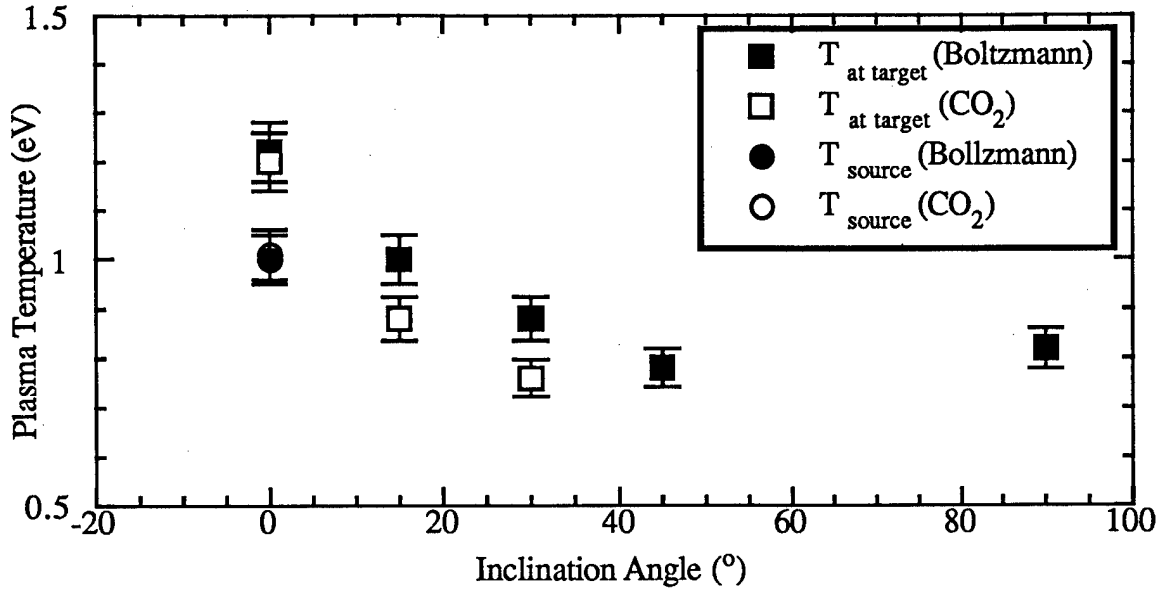 1.5
T at target (Boltzmann)
T at target (CO2)
T source (Bollzmann)
T source (CO2)
Plasma Temperature (eV)
1
0.5
-20 0 20 40 60 80 100
Inclination Angle (°)